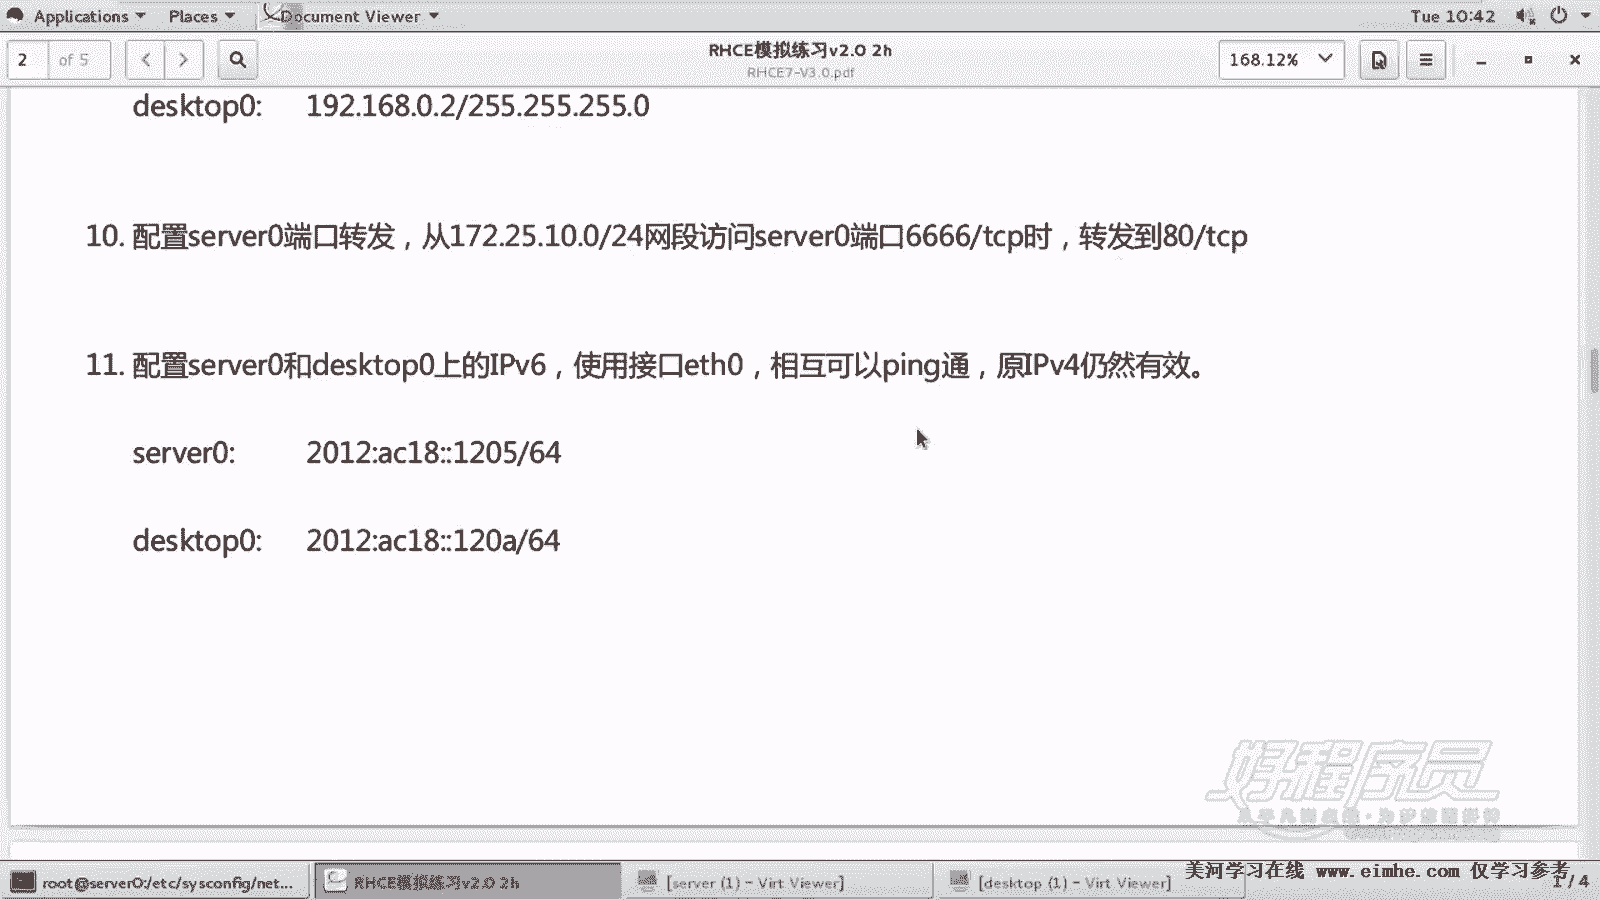 Applications Places Document Viewer Tue 10:42
2 of 5 RHCE模拟练习v2.0 2h 168.12%
RHCE7-V3.0.pdf
desktop0: 192.168.0.2/255.255.255.0
10. 配置server0端口转发，从172.25.10.0/24网段访问server0端口6666/tcp时，转发到80/tcp
11. 配置server0和desktop0上的IPv6，使用接口eth0，相互可以ping通，原IPv4仍然有效。
server0: 2012:ac18::1205/64
desktop0: 2012:ac18::120a/64
好程序员
root@server0:/etc/sysconfig/net... RHCE模拟练习v2.0 2h [server (1) - Virt Viewer] [desktop (1) - Virt Viewer] 1 / 4
美河学习在线 www.eimhe.com 仅学习参考